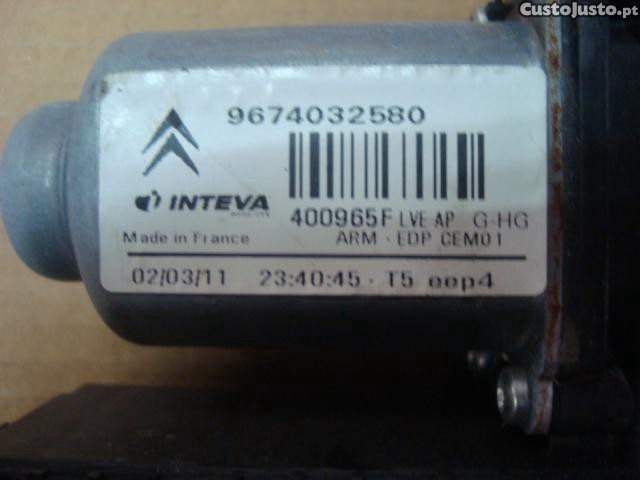 CustoJusto.pt
9674032580
INTEVA
400965F LVE AP G-HG
Made in France ARM - EDP CEM01
02/03/11 23:40:45 - T5 eep4